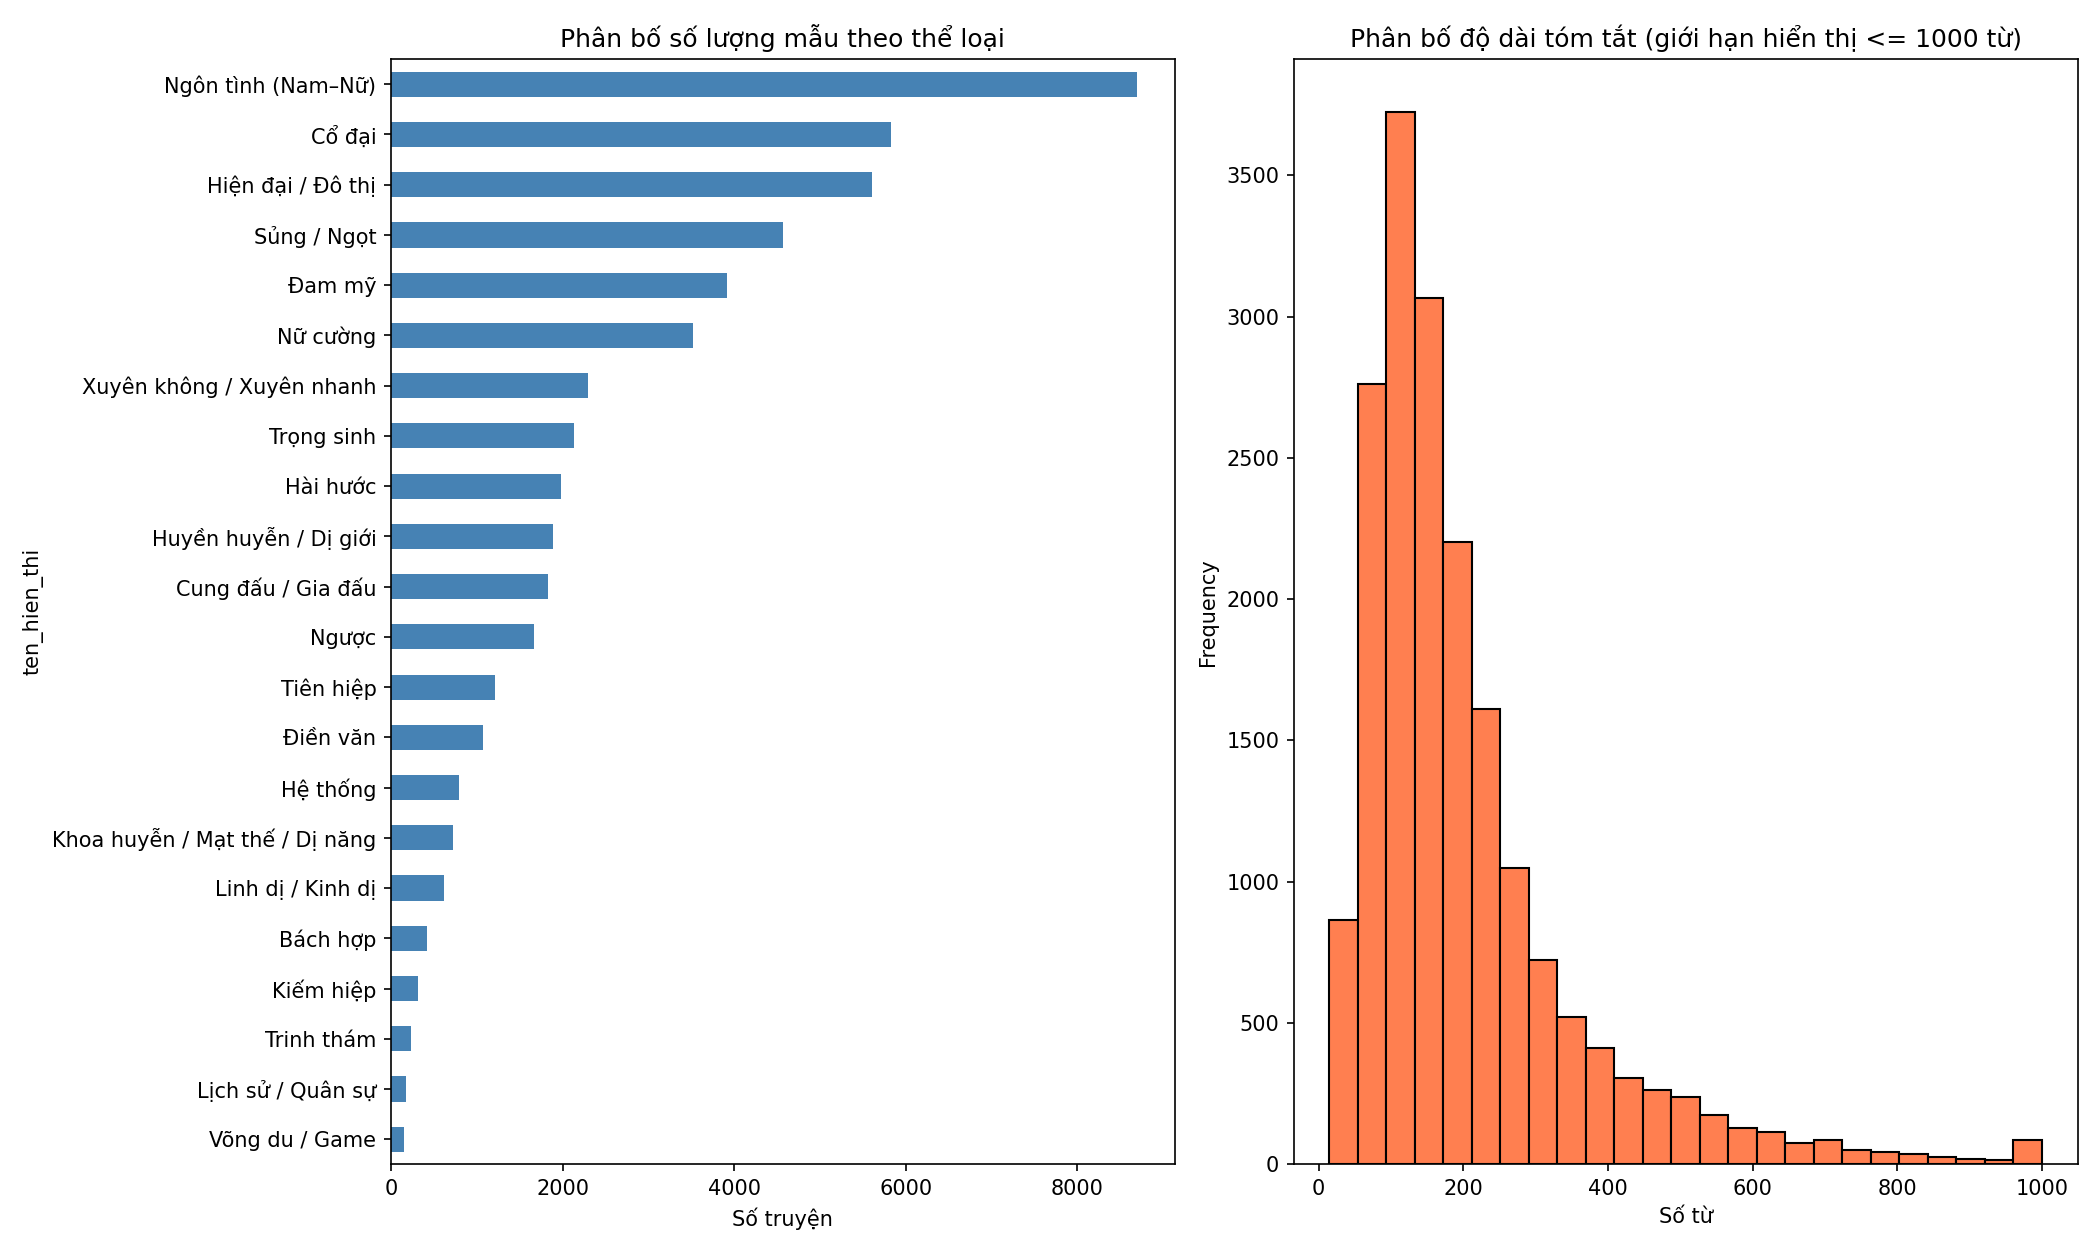 Phân bố số lượng mẫu theo thể loại
ten_hien_thi
Ngôn tình (Nam–Nữ)
Cổ đại
Hiện đại / Đô thị
Sủng / Ngọt
Đam mỹ
Nữ cường
Xuyên không / Xuyên nhanh
Trọng sinh
Hài hước
Huyền huyễn / Dị giới
Cung đấu / Gia đấu
Ngược
Tiên hiệp
Điền văn
Hệ thống
Khoa huyễn / Mạt thế / Dị năng
Linh dị / Kinh dị
Bách hợp
Kiếm hiệp
Trinh thám
Lịch sử / Quân sự
Võng du / Game
0 2000 4000 6000 8000
Số truyện
Phân bố độ dài tóm tắt (giới hạn hiển thị <= 1000 từ)
Frequency
3500
3000
2500
2000
1500
1000
500
0
0 200 400 600 800 1000
Số từ